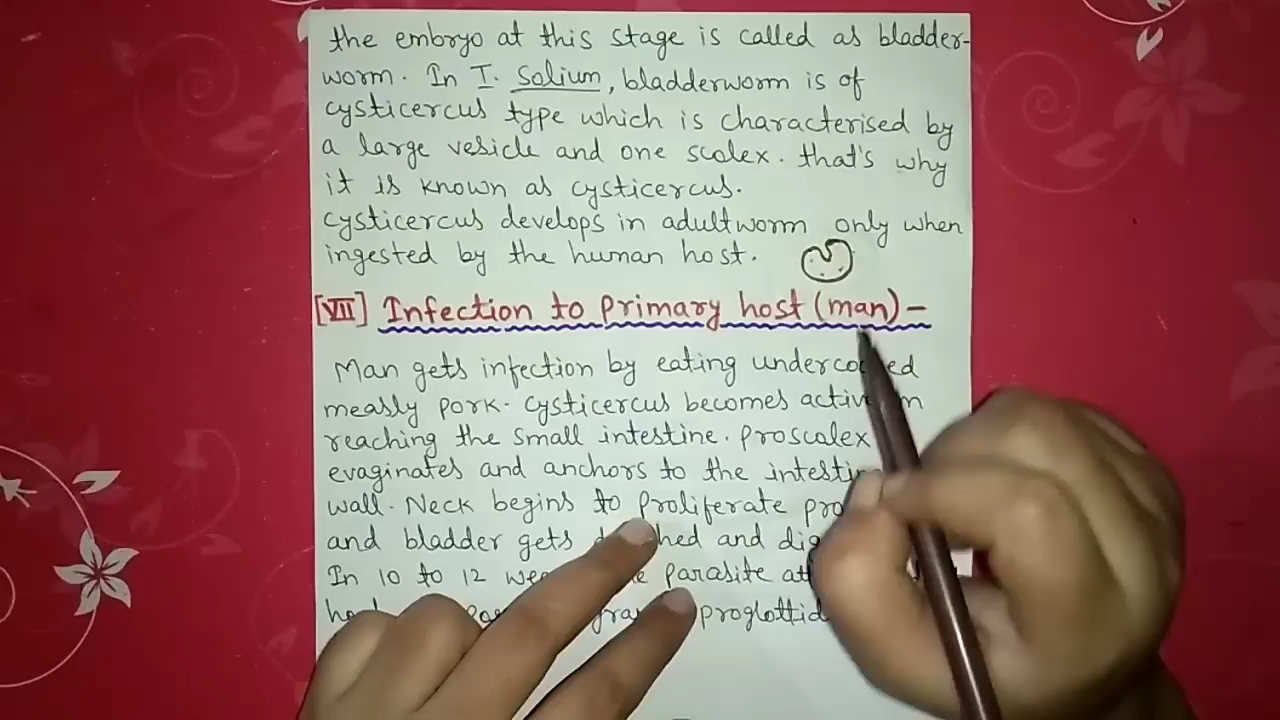 the embryo at this stage is called as bladder-
worm. In T. Solium, bladderworm is of
cysticercus type which is characterised by
a large vesicle and one scolex. that's why
it is known as cysticercus.
cysticercus develops in adultworm only when
ingested by the human host.
[VII] Infection to primary host (man) -
Man gets infection by eating
measly pork. cysticercus becomes
reaching the small intestine. proscolex
evaginates and anchors to the
wall. Neck begins to proliferate
and bladder gets and
In 10 to 12 parasite
proglottid